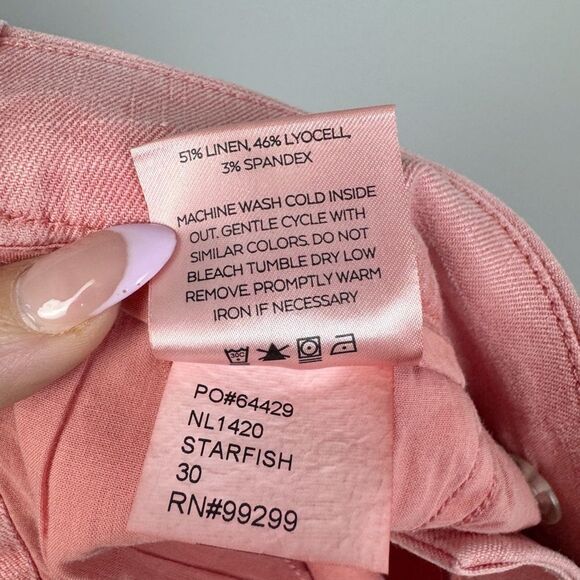 51% LINEN, 46% LYOCELL,
3% SPANDEX
MACHINE WASH COLD INSIDE
OUT. GENTLE CYCLE WITH
SIMILAR COLORS. DO NOT
BLEACH TUMBLE DRY LOW
REMOVE PROMPTLY WARM
IRON IF NECESSARY
30C
PO#64429
NL1420
STARFISH
30
RN#99299